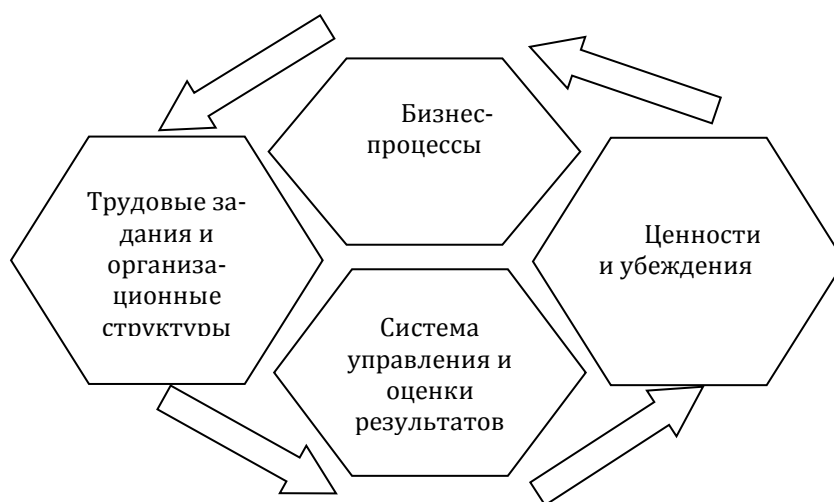 Бизнес-
процессы
Трудовые за-
дания и
организа-
ционные
структуры
Ценности
и убеждения
Система
управления и
оценки
результатов